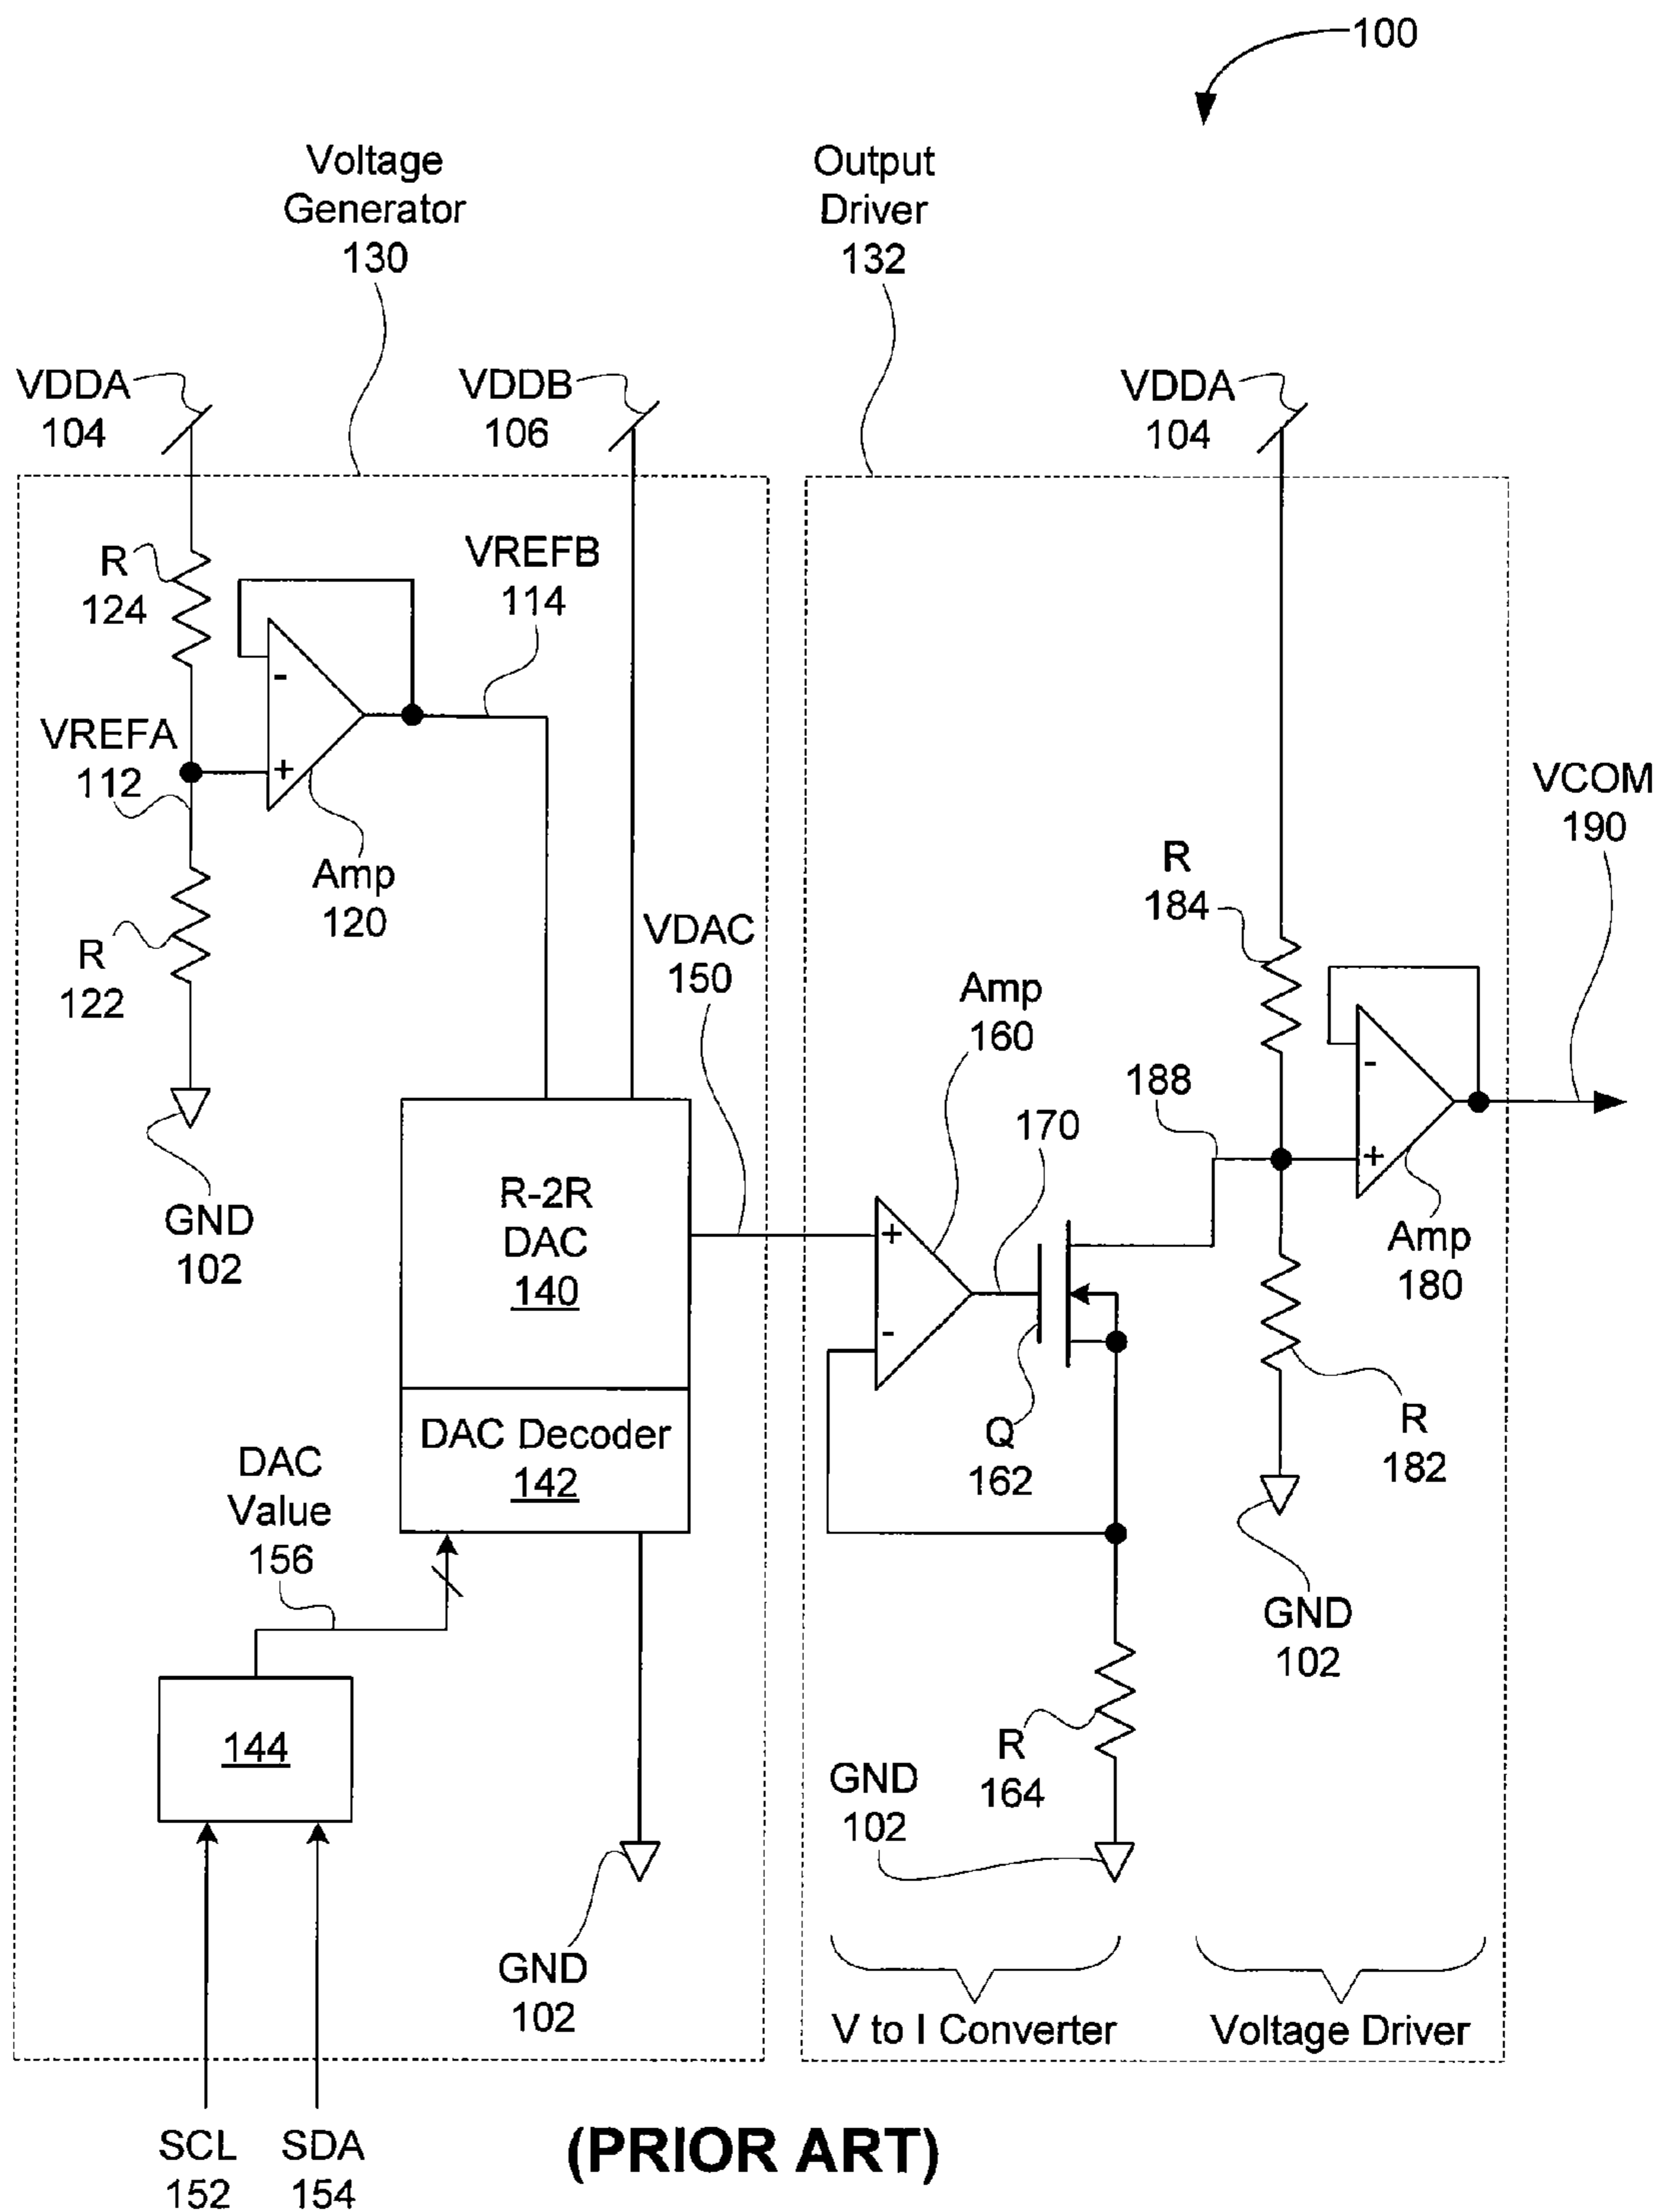 100
Voltage
Generator
130
Output
Driver
132
VDDA
104
VDDB
106
VDDA
104
R
124
VREFB
114
-
VREFA
112
+
Amp
120
R
122
GND
102
VDAC
150
R
184
VCOM
190
Amp
160
188
170
-
+
Amp
180
R-2R
DAC
140
+
-
DAC Decoder
142
Q
162
R
182
DAC
Value
156
GND
102
144
R
164
GND
102
GND
102
V to I Converter
Voltage Driver
SCL
152
SDA
154
(PRIOR ART)